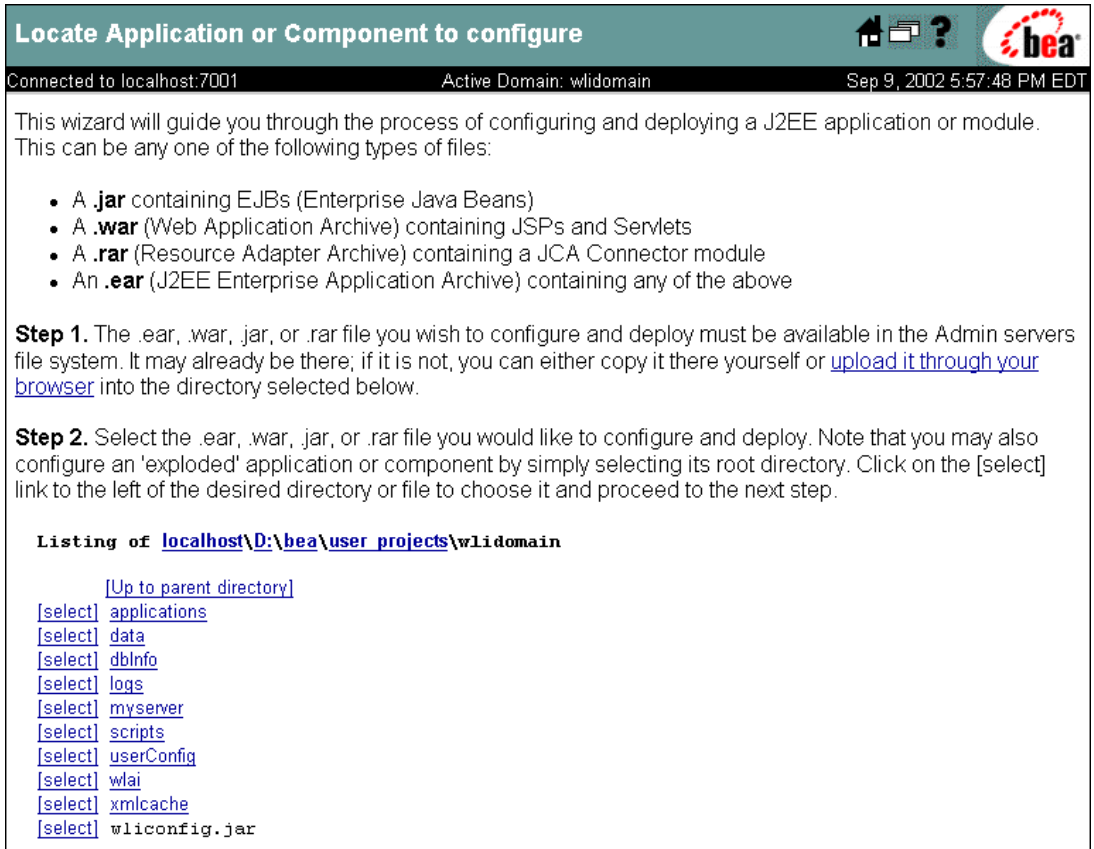 Locate Application or Component to configure
?
bea
Connected to localhost:7001 Active Domain: wlidomain Sep 9, 2002 5:57:48 PM EDT
This wizard will guide you through the process of configuring and deploying a J2EE application or module.
This can be any one of the following types of files:
• A .jar containing EJBs (Enterprise Java Beans)
• A .war (Web Application Archive) containing JSPs and Servlets
• A .rar (Resource Adapter Archive) containing a JCA Connector module
• An .ear (J2EE Enterprise Application Archive) containing any of the above
Step 1. The .ear, .war, .jar, or .rar file you wish to configure and deploy must be available in the Admin servers
file system. It may already be there; if it is not, you can either copy it there yourself or upload it through your
browser into the directory selected below.
Step 2. Select the .ear, .war, .jar, or .rar file you would like to configure and deploy. Note that you may also
configure an 'exploded' application or component by simply selecting its root directory. Click on the [select]
link to the left of the desired directory or file to choose it and proceed to the next step.
Listing of localhost\D:\bea\user_projects\wlidomain
[Up to parent directory]
[select] applications
[select] data
[select] dbInfo
[select] logs
[select] myserver
[select] scripts
[select] userConfig
[select] wlai
[select] xmlcache
[select] wliconfig.jar